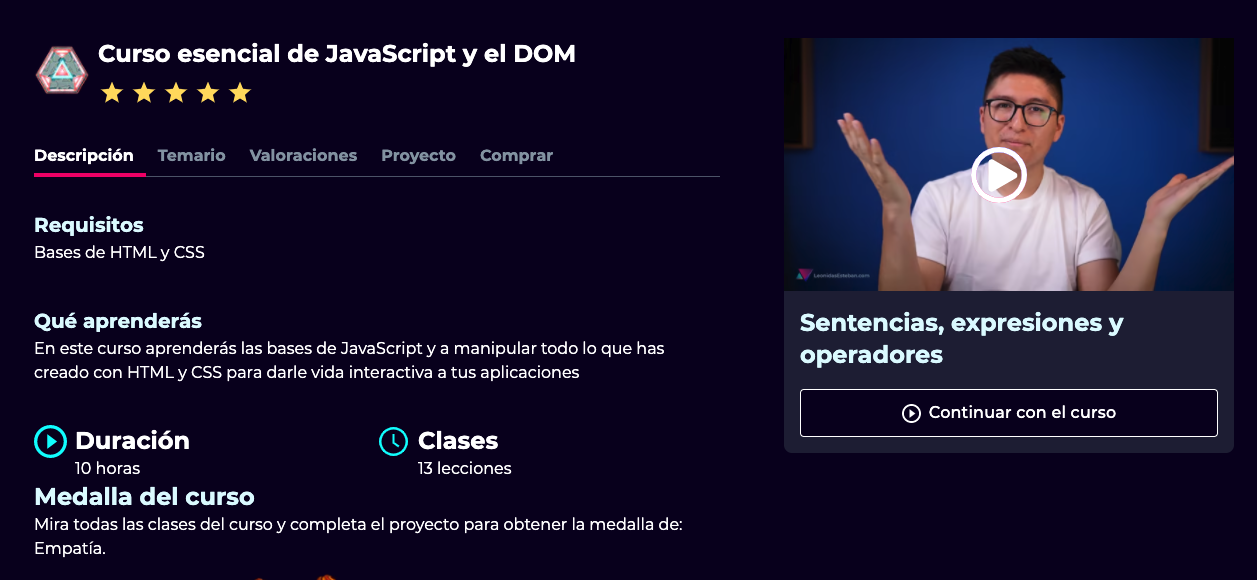 Curso esencial de JavaScript y el DOM
Descripción Temario Valoraciones Proyecto Comprar
Requisitos
Bases de HTML y CSS
Qué aprenderás
En este curso aprenderás las bases de JavaScript y a manipular todo lo que has
creado con HTML y CSS para darle vida interactiva a tus aplicaciones
Duración
10 horas
Clases
13 lecciones
Medalla del curso
Mira todas las clases del curso y completa el proyecto para obtener la medalla de:
Empatía.
LeonidasEsteban.com
Sentencias, expresiones y
operadores
Continuar con el curso